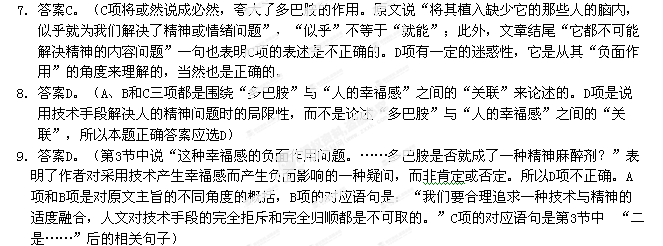 7. 答案C。（C项将或然说成必然，夸大了多巴胺的作用。原文说“将其植入缺少它的那些人的脑内，
似乎就为我们解决了精神或情绪问题”，“似乎”不等于“就能”；此外，文章结尾“它都不可能
解决精神的内容问题”一句也表明C项的表述是不正确的。D项有一定的迷惑性，它是从其“负面作
用”的角度来理解的，当然也是正确的。
8. 答案D。（A、B和C三项都是围绕“多巴胺”与“人的幸福感”之间的“关联”来论述的。D项是说
用技术手段解决人的精神问题时的局限性，而不是论述“多巴胺”与“人的幸福感”之间的“关
联”，所以本题正确答案应选D）
9. 答案D。（第3节中说“这种幸福感的负面作用问题。……多巴胺是否就成了一种精神麻醉剂？”表
明了作者对采用技术产生幸福感而产生负面影响的一种疑问，而非肯定或否定。所以D项不正确。A
项和B项是对原文主旨的不同角度的概括，B项的对应语句是，“我们要合理追求一种技术与精神的
适度融合，人文对技术手段的完全拒斥和完全归顺都是不可取的。”C项的对应语句是第3节中 “二
是……”后的相关句子）